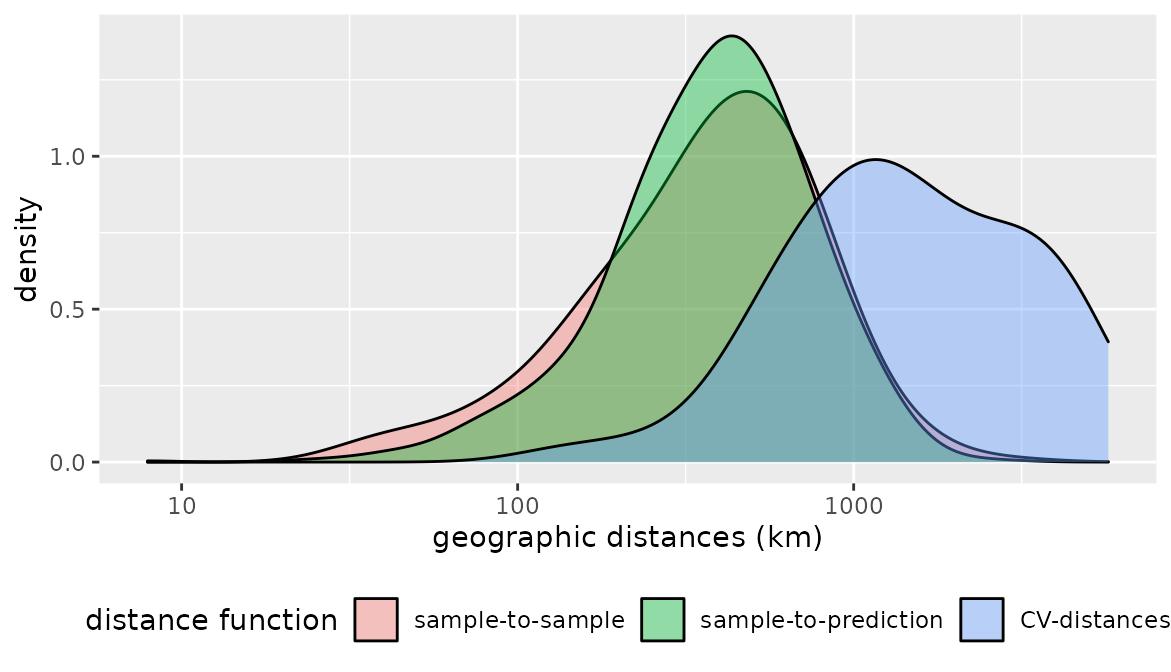 density
1.0
0.5
0.0
10 100 1000
geographic distances (km)
distance function sample-to-sample sample-to-prediction CV-distances